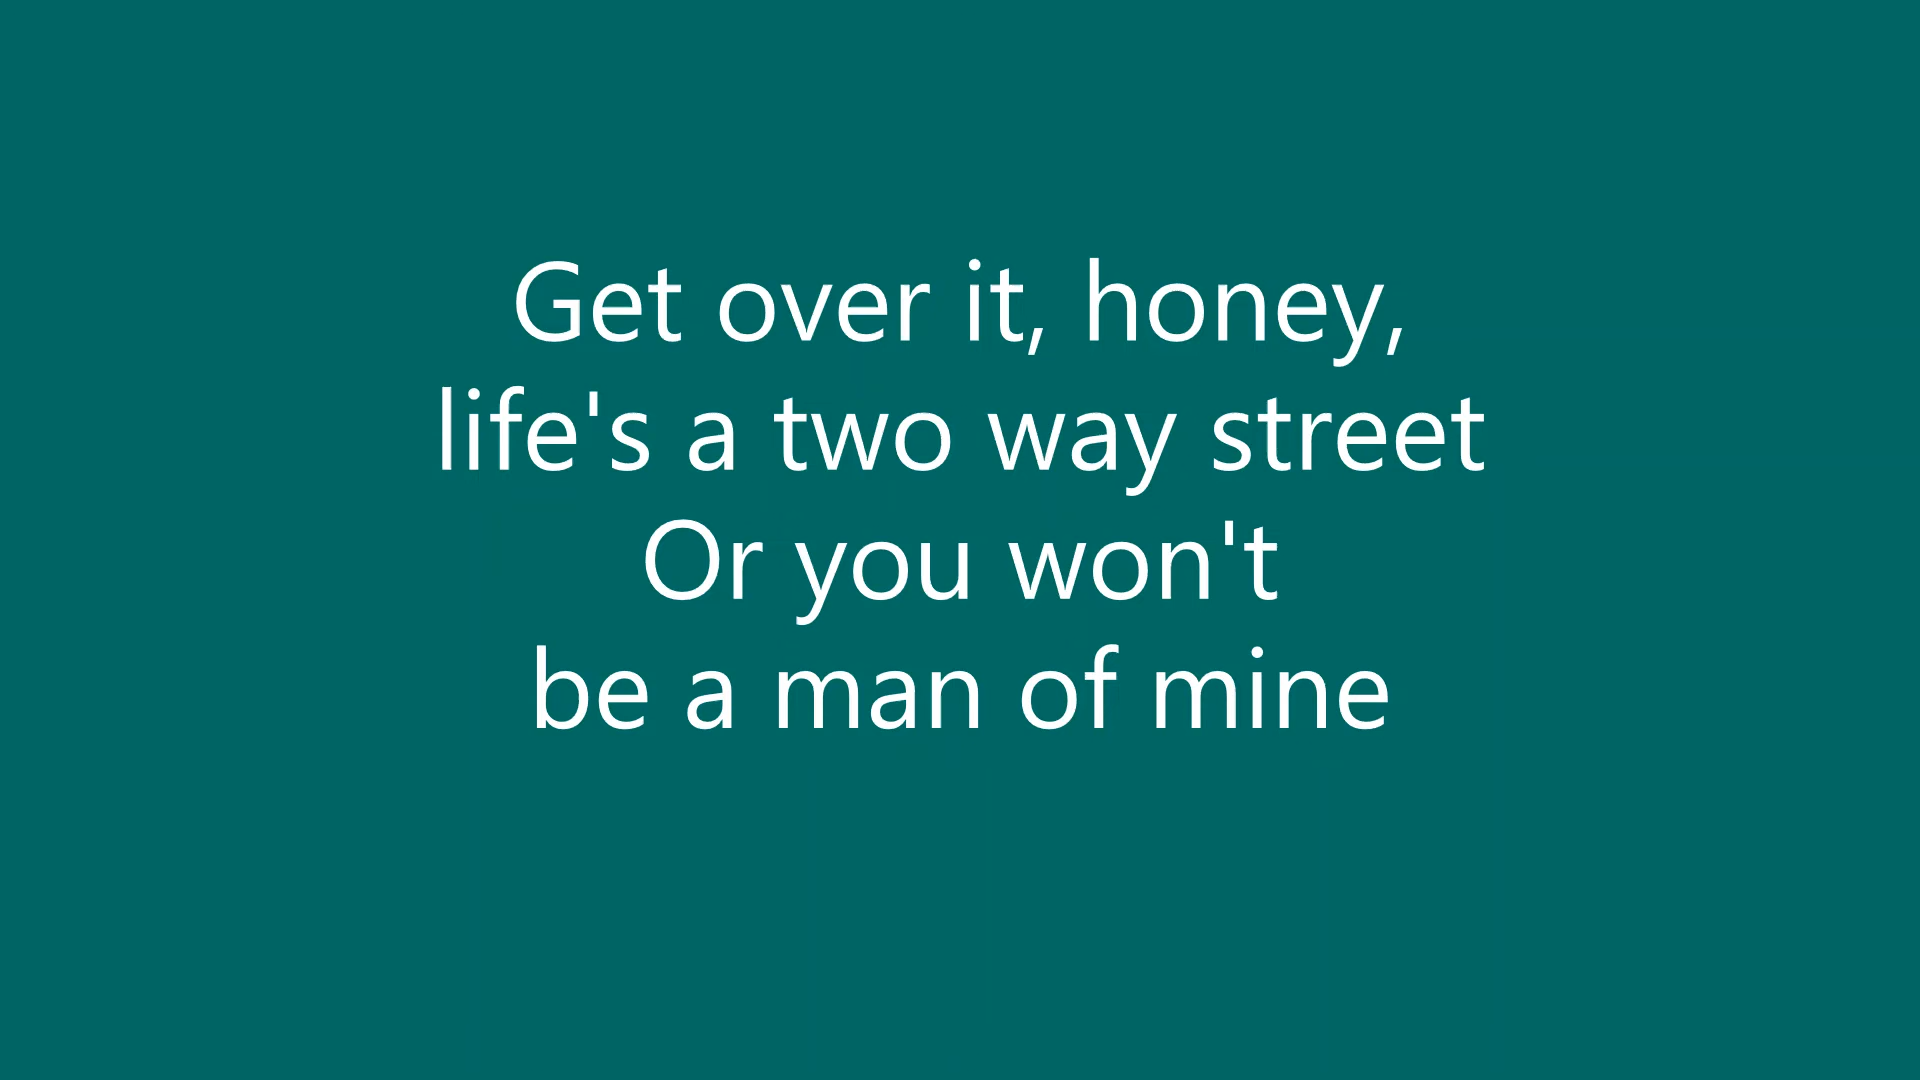 Get over it, honey,
life's a two way street
Or you won't
be a man of mine